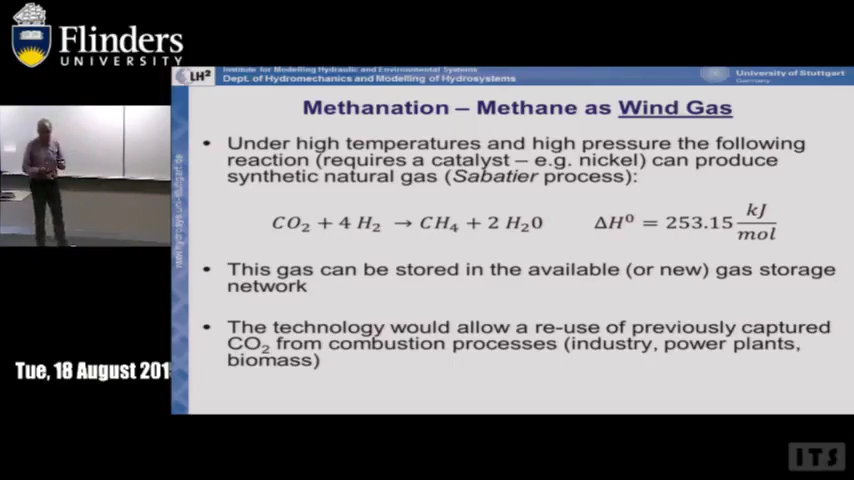 Flinders
UNIVERSITY
LH²
Institute for Modelling Hydraulic and Environmental Systems
Dept. of Hydromechanics and Modelling of Hydrosystems
University of Stuttgart
Germany
Methanation – Methane as Wind Gas
• Under high temperatures and high pressure the following
reaction (requires a catalyst – e.g. nickel) can produce
synthetic natural gas (Sabatier process):
CO₂ + 4 H₂ → CH₄ + 2 H₂0 ΔH⁰ = 253.15 kJ/mol
• This gas can be stored in the available (or new) gas storage
network
• The technology would allow a re-use of previously captured
CO₂ from combustion processes (industry, power plants,
biomass)
Tue, 18 August 201
ITS